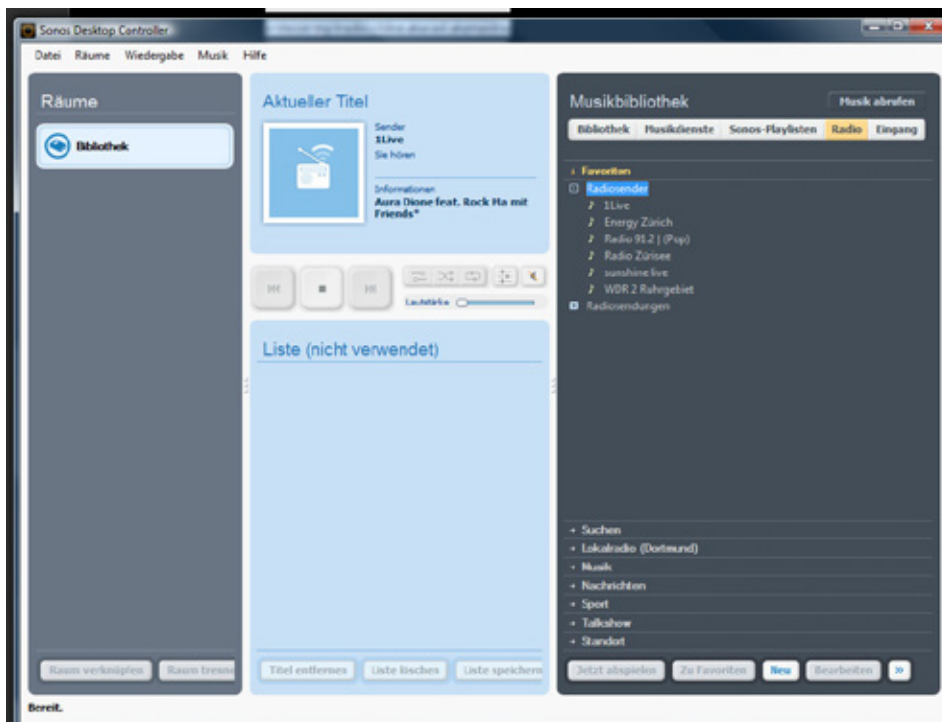 Sonos Desktop Controller
Datei Räume Wiedergabe Musik Hilfe
Räume
Bibliothek
Raum verknüpfen Raum trenne
Aktueller Titel
Sender
1Live
Sie hören
Informationen
Aura Dione feat. Rock Ma mit
Friends"
Lautstärke
Liste (nicht verwendet)
Titel entfernen Liste löschen Liste speichern
Musikbibliothek Musik abrufen
Bibliothek Musikdienste Sonos-Playlisten Radio Eingang
Favoriten
Radiosender
1Live
Energy Zürich
Radio 91.2 | (Pop)
Radio Zürisee
sunshine live
WDR 2 Ruhrgebiet
Radiosendungen
Suchen
Lokalradio (Dortmund)
Musik
Nachrichten
Sport
Talkshow
Standort
Jetzt abspielen Zu Favoriten Neu Bearbeiten »
Bereit.